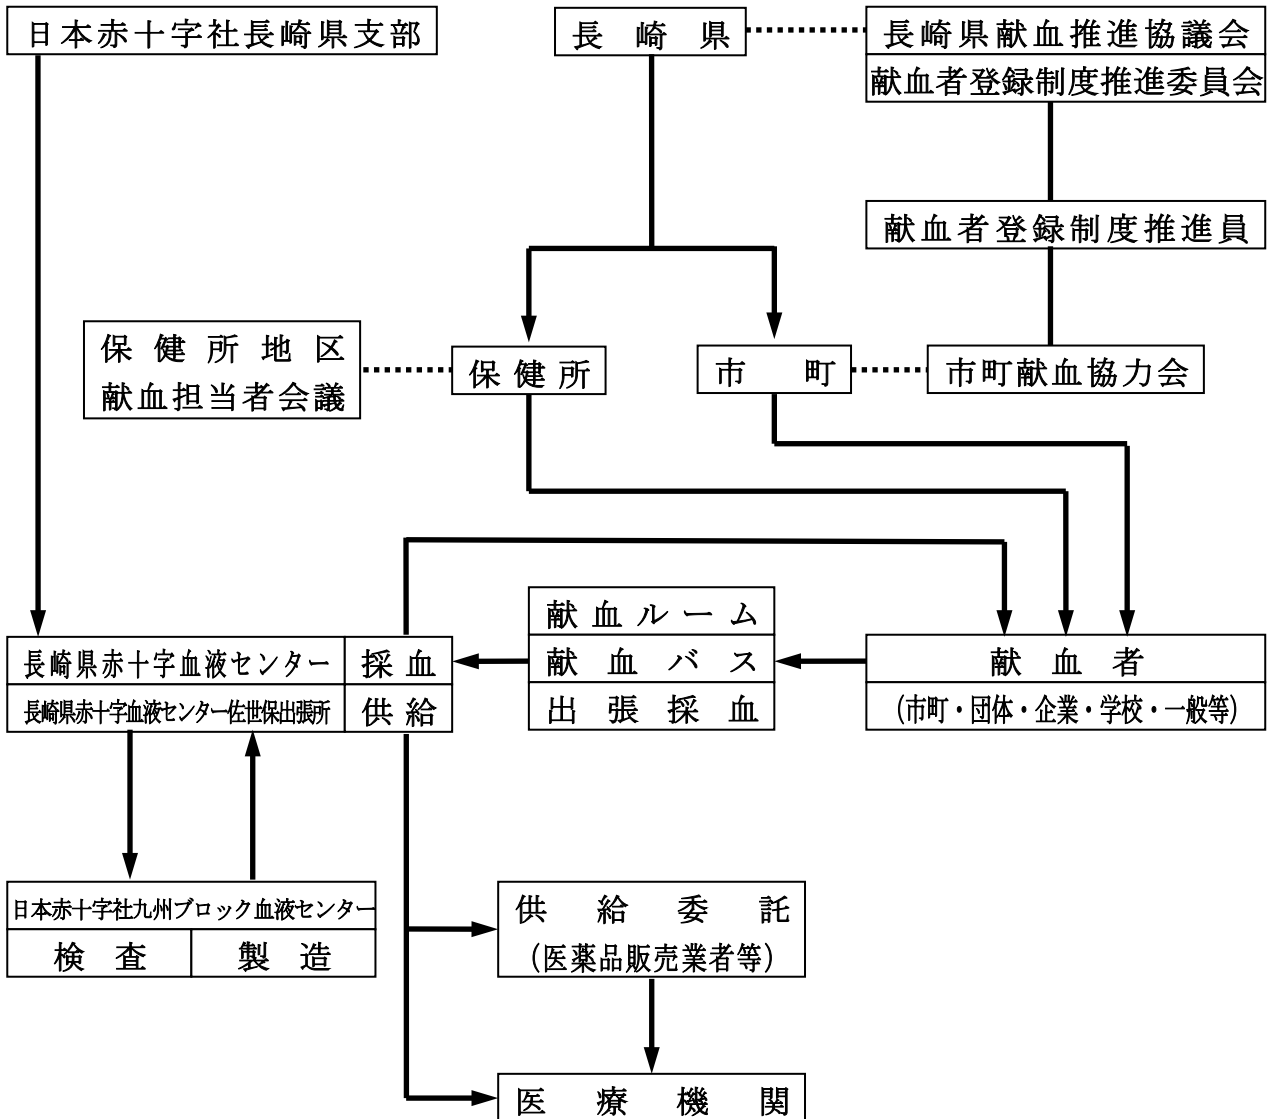 日本赤十字社長崎県支部
長崎県
長崎県献血推進協議会
献血者登録制度推進委員会
献血者登録制度推進員
保健所地区
献血担当者会議
保健所
市町
市町献血協力会
献血ルーム
献血バス
出張採血
長崎県赤十字血液センター
採血
長崎県赤十字血液センター佐世保出張所
供給
献血者
（市町・団体・企業・学校・一般等）
日本赤十字社九州ブロック血液センター
検査
製造
供給委託
（医薬品販売業者等）
医療機関